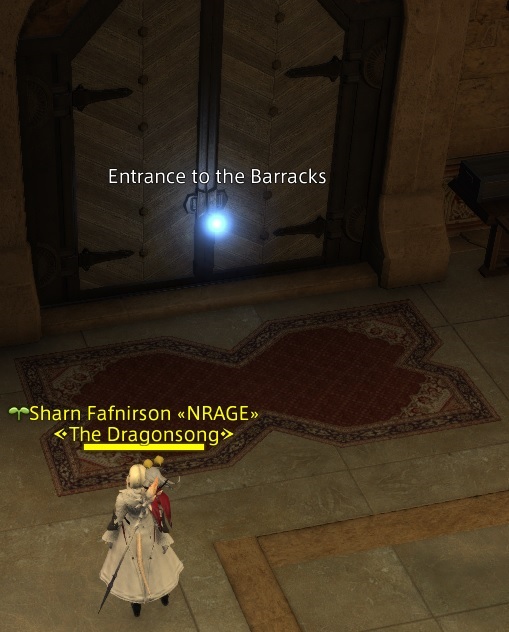 Entrance to the Barracks
Sharn Fafnirson «NRAGE»
The Dragonsong